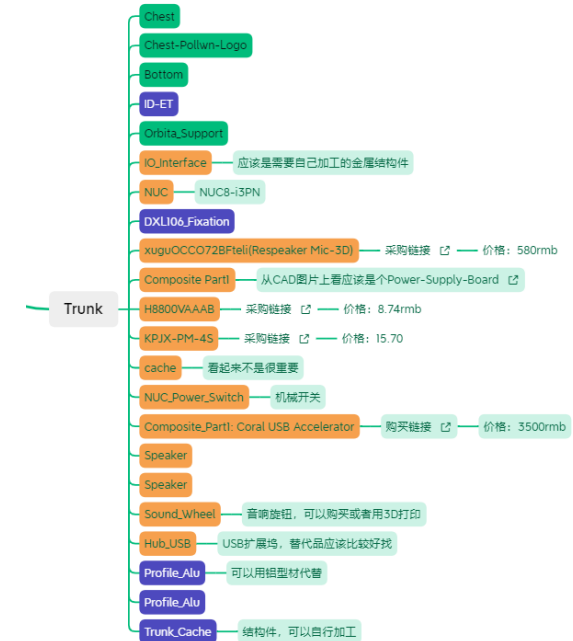 Chest
Chest-Pollwn-Logo
Bottom
ID-ET
Orbita_Support
IO_Interface 应该是需要自己加工的金属结构件
NUC NUC8-i3PN
DXL106_Fixation
xuguOCCO72BFteli(Respeaker Mic-3D) 采购链接 价格：580rmb
Composite Part1 从CAD图片上看应该是个Power-Supply-Board
Trunk
H8800VAAAB 采购链接 价格：8.74rmb
KPJX-PM-4S 采购链接 价格：15.70
cache 看起来不是很重要
NUC_Power_Switch 机械开关
Composite_Part1: Coral USB Accelerator 购买链接 价格：3500rmb
Speaker
Speaker
Sound_Wheel 音响旋钮，可以购买或者用3D打印
Hub_USB USB扩展坞，替代品应该比较好找
Profile_Alu 可以用铝型材代替
Profile_Alu
Trunk_Cache 结构件，可以自行加工